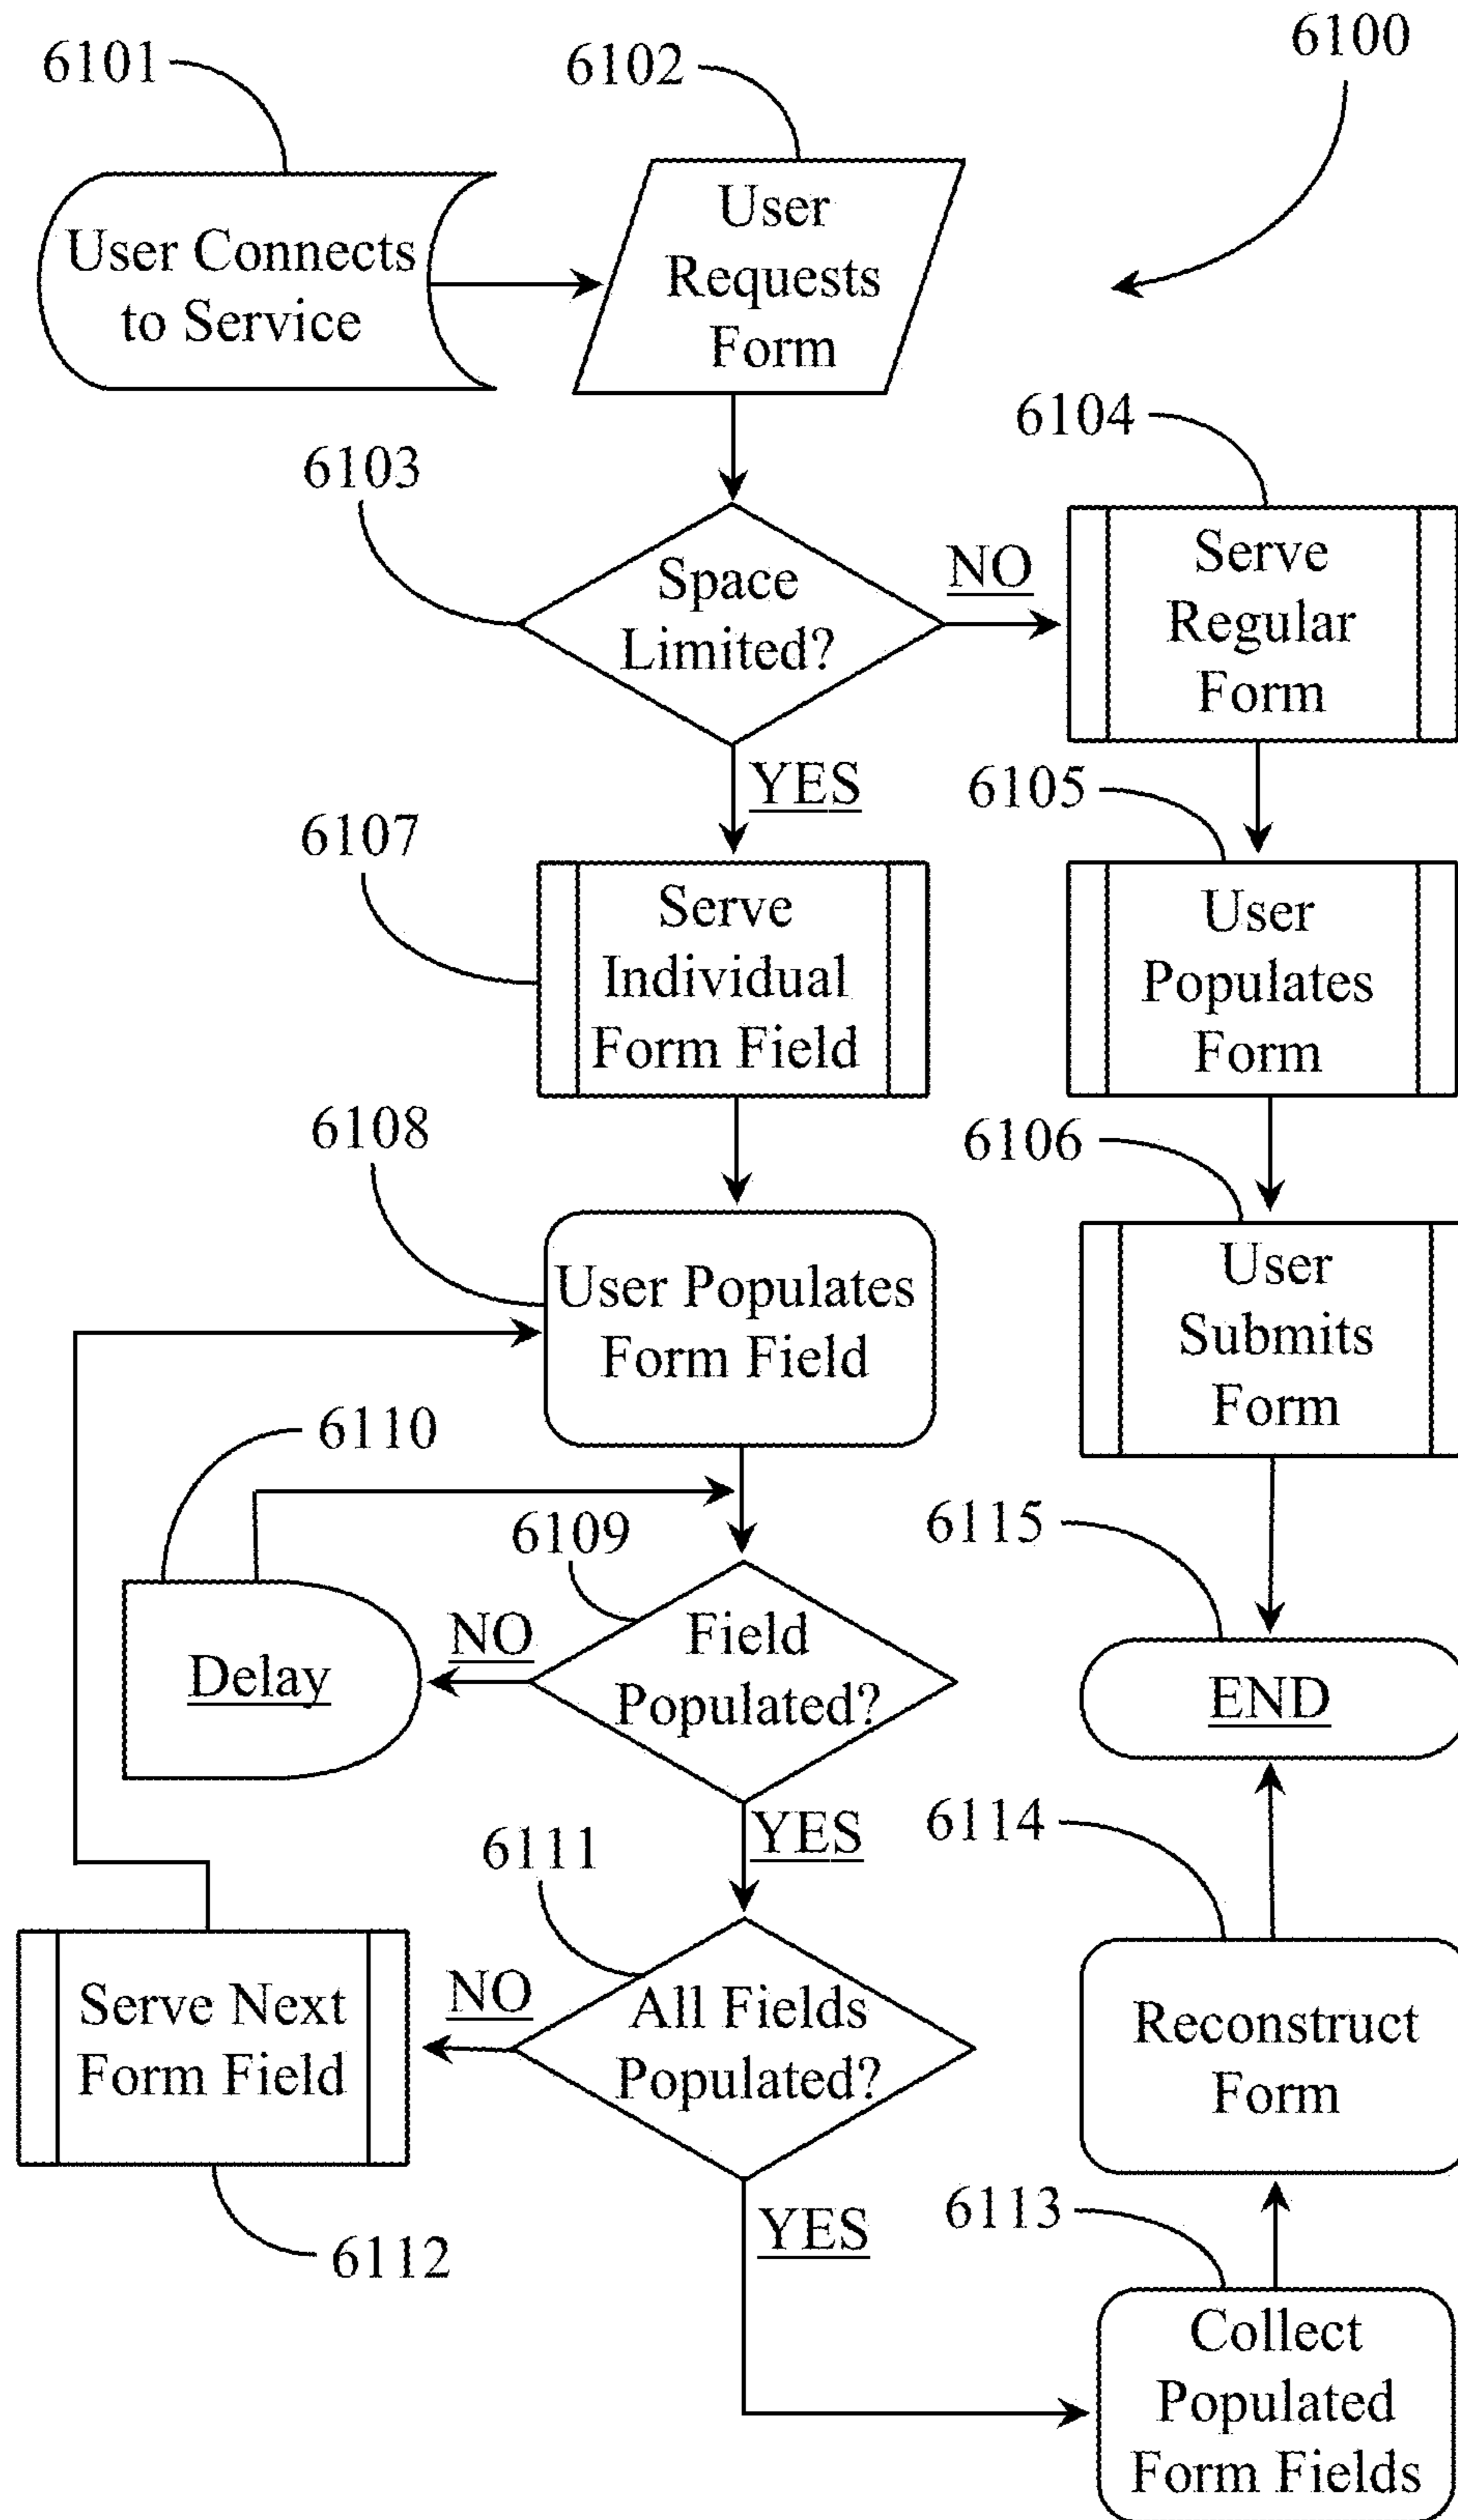 6100
6101
6102
User Connects
to Service
User
Requests
Form
6103
Space
Limited?
NO
YES
6104
Serve
Regular
Form
6105
User
Populates
Form
6106
User
Submits
Form
6107
Serve
Individual
Form Field
6108
User Populates
Form Field
6110
Delay
6109
Field
Populated?
NO
YES
6111
All Fields
Populated?
NO
YES
Serve Next
Form Field
6112
6115
END
6114
Reconstruct
Form
6113
Collect
Populated
Form Fields